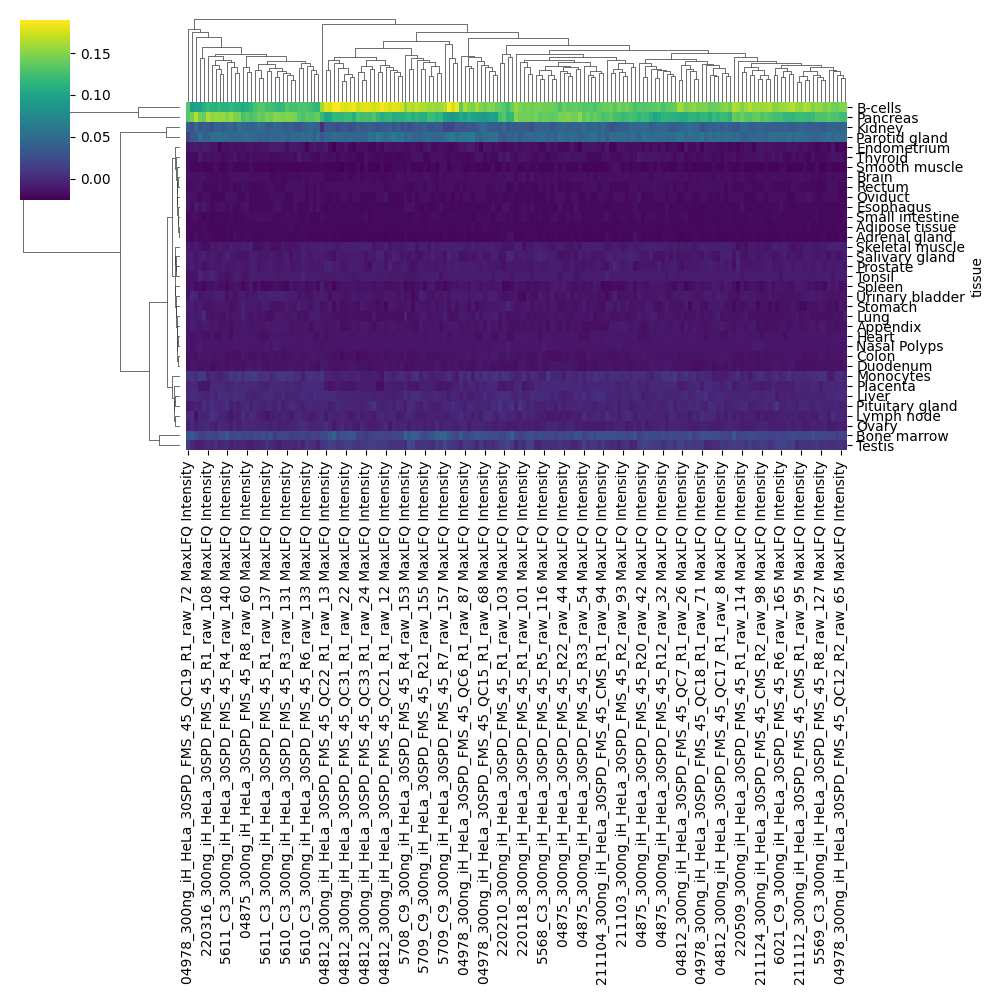 0.15
0.10
0.05
0.00
B-cells
Pancreas
Kidney
Parotid gland
Endometrium
Thyroid
Smooth muscle
Brain
Rectum
Oviduct
Esophagus
Small intestine
Adipose tissue
Adrenal gland
Skeletal muscle
Salivary gland
Prostate
Tonsil
Spleen
Urinary bladder
Stomach
Lung
Appendix
Heart
Nasal Polyps
Colon
Duodenum
Monocytes
Placenta
Liver
Pituitary gland
Lymph node
Ovary
Bone marrow
Testis
tissue
04978_300ng_iH_HeLa_30SPD_FMS_45_QC19_R1_raw_72 MaxLFQ Intensity
220316_300ng_iH_HeLa_30SPD_FMS_45_R1_raw_108 MaxLFQ Intensity
5611_C3_300ng_iH_HeLa_30SPD_FMS_45_R4_raw_140 MaxLFQ Intensity
04875_300ng_iH_HeLa_30SPD_FMS_45_R8_raw_60 MaxLFQ Intensity
5611_C3_300ng_iH_HeLa_30SPD_FMS_45_R1_raw_137 MaxLFQ Intensity
5610_C3_300ng_iH_HeLa_30SPD_FMS_45_R3_raw_131 MaxLFQ Intensity
5610_C3_300ng_iH_HeLa_30SPD_FMS_45_R6_raw_133 MaxLFQ Intensity
04812_300ng_iH_HeLa_30SPD_FMS_45_QC22_R1_raw_13 MaxLFQ Intensity
04812_300ng_iH_HeLa_30SPD_FMS_45_QC31_R1_raw_22 MaxLFQ Intensity
04812_300ng_iH_HeLa_30SPD_FMS_45_QC33_R1_raw_24 MaxLFQ Intensity
04812_300ng_iH_HeLa_30SPD_FMS_45_QC21_R1_raw_12 MaxLFQ Intensity
5708_C9_300ng_iH_HeLa_30SPD_FMS_45_R4_raw_153 MaxLFQ Intensity
5709_C9_300ng_iH_HeLa_30SPD_FMS_45_R21_raw_155 MaxLFQ Intensity
5709_C9_300ng_iH_HeLa_30SPD_FMS_45_R7_raw_157 MaxLFQ Intensity
04978_300ng_iH_HeLa_30SPD_FMS_45_QC6_R1_raw_87 MaxLFQ Intensity
04978_300ng_iH_HeLa_30SPD_FMS_45_QC15_R1_raw_68 MaxLFQ Intensity
220210_300ng_iH_HeLa_30SPD_FMS_45_R1_raw_103 MaxLFQ Intensity
220118_300ng_iH_HeLa_30SPD_FMS_45_R1_raw_101 MaxLFQ Intensity
5568_C3_300ng_iH_HeLa_30SPD_FMS_45_R5_raw_116 MaxLFQ Intensity
04875_300ng_iH_HeLa_30SPD_FMS_45_R22_raw_44 MaxLFQ Intensity
04875_300ng_iH_HeLa_30SPD_FMS_45_R33_raw_54 MaxLFQ Intensity
211104_300ng_iH_HeLa_30SPD_FMS_45_CMS_R1_raw_94 MaxLFQ Intensity
211103_300ng_iH_HeLa_30SPD_FMS_45_R2_raw_93 MaxLFQ Intensity
04875_300ng_iH_HeLa_30SPD_FMS_45_R20_raw_42 MaxLFQ Intensity
04875_300ng_iH_HeLa_30SPD_FMS_45_R12_raw_32 MaxLFQ Intensity
04812_300ng_iH_HeLa_30SPD_FMS_45_QC7_R1_raw_26 MaxLFQ Intensity
04978_300ng_iH_HeLa_30SPD_FMS_45_QC18_R1_raw_71 MaxLFQ Intensity
04812_300ng_iH_HeLa_30SPD_FMS_45_QC17_R1_raw_8 MaxLFQ Intensity
220509_300ng_iH_HeLa_30SPD_FMS_45_R1_raw_114 MaxLFQ Intensity
211124_300ng_iH_HeLa_30SPD_FMS_45_CMS_R2_raw_98 MaxLFQ Intensity
6021_C9_300ng_iH_HeLa_30SPD_FMS_45_R6_raw_165 MaxLFQ Intensity
211112_300ng_iH_HeLa_30SPD_FMS_45_CMS_R1_raw_95 MaxLFQ Intensity
5569_C3_300ng_iH_HeLa_30SPD_FMS_45_R8_raw_127 MaxLFQ Intensity
04978_300ng_iH_HeLa_30SPD_FMS_45_QC12_R2_raw_65 MaxLFQ Intensity